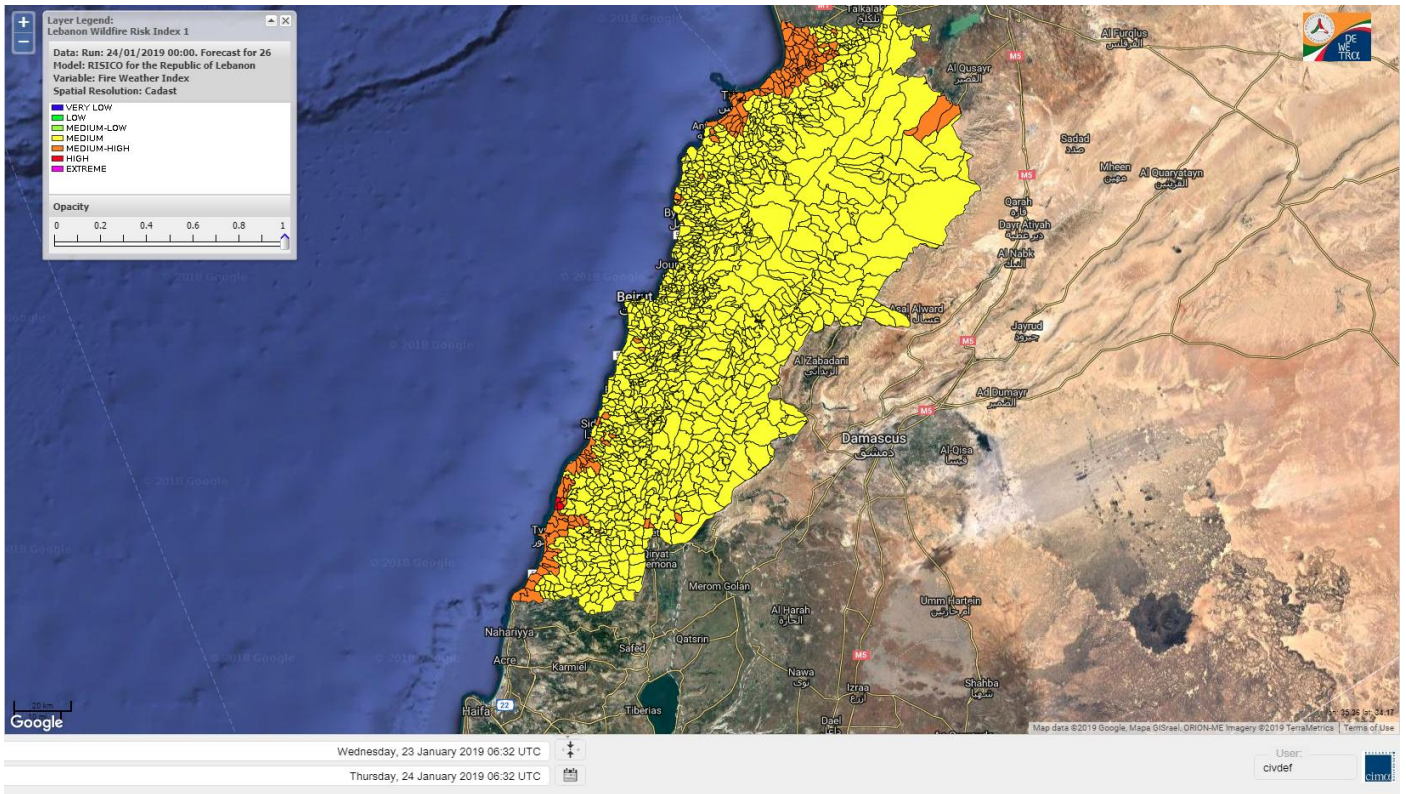 Layer Legend:
Lebanon Wildfire Risk Index 1
Data: Run: 24/01/2019 00:00. Forecast for 26
Model: RISICO for the Republic of Lebanon
Variable: Fire Weather Index
Spatial Resolution: Cadast
VERY LOW
LOW
MEDIUM-LOW
MEDIUM
MEDIUM-HIGH
HIGH
EXTREME
Opacity
0 0.2 0.4 0.6 0.8 1
© 2018 Google
Talkalakh
تلكلخ
Al Furqlus
الفرقلس
DE
WE
TRα
M5
Al Qusayr
القصير
Sadad
صدد
Mheen
مهين
Al Quaryatayn
القريتين
M5
Qarah
قارة
Dayr Atiyah
دير عطية
Al Nabk
النبك
Beirut
Asal Alward
عسال
Jayrud
جيرود
M5
Al Zabadani
الزبداني
Ad Dumayr
الضمير
M5
Damascus
دمشق
Al-Qisa
Merom Golan
Al Harah
الحارة
Umm Hartein
Nahariyya
Safed
Qatsrin
M5
Acre
Karmiel
Nawa
نوى
Izraa
ازرع
Shahba
شهبا
Haifa
22
Tiberias
Dael
20 km
Google
Map data ©2019 Google, Mapa GISrael, ORION-ME Imagery ©2019 TerraMetrics
Terms of Use
Wednesday, 23 January 2019 06:32 UTC
Thursday, 24 January 2019 06:32 UTC
User:
civdef
cima